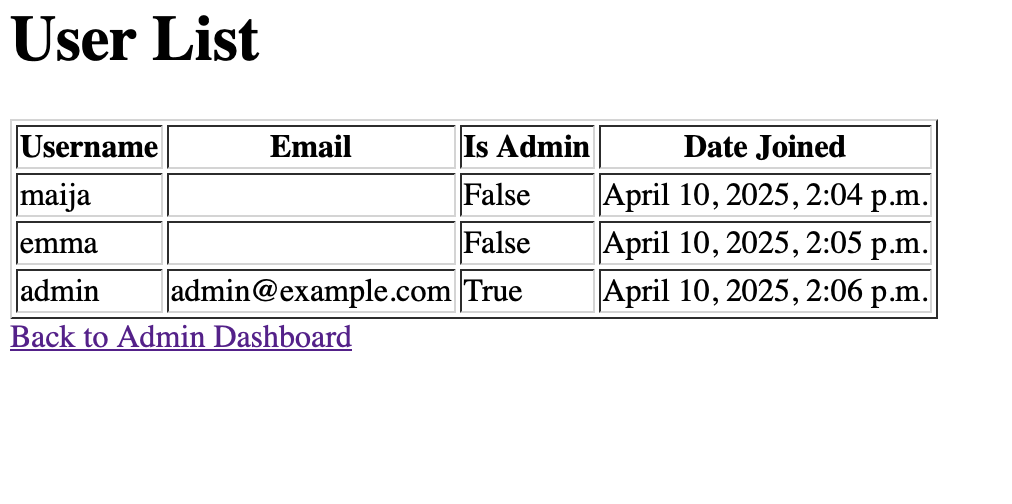 User List
Username Email Is Admin Date Joined
maija False April 10, 2025, 2:04 p.m.
emma False April 10, 2025, 2:05 p.m.
admin admin@example.com True April 10, 2025, 2:06 p.m.
Back to Admin Dashboard